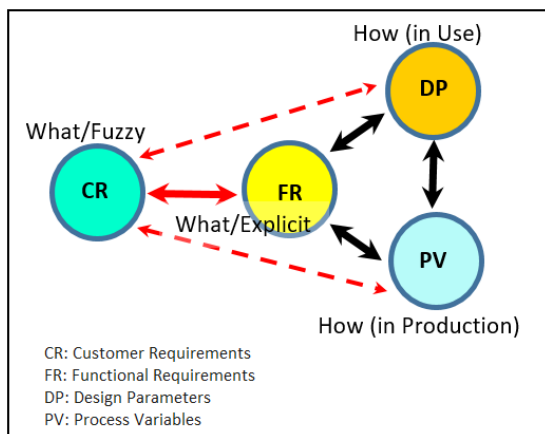 How (in Use)
DP
What/Fuzzy
CR
FR
What/Explicit
PV
How (in Production)
CR: Customer Requirements
FR: Functional Requirements
DP: Design Parameters
PV: Process Variables